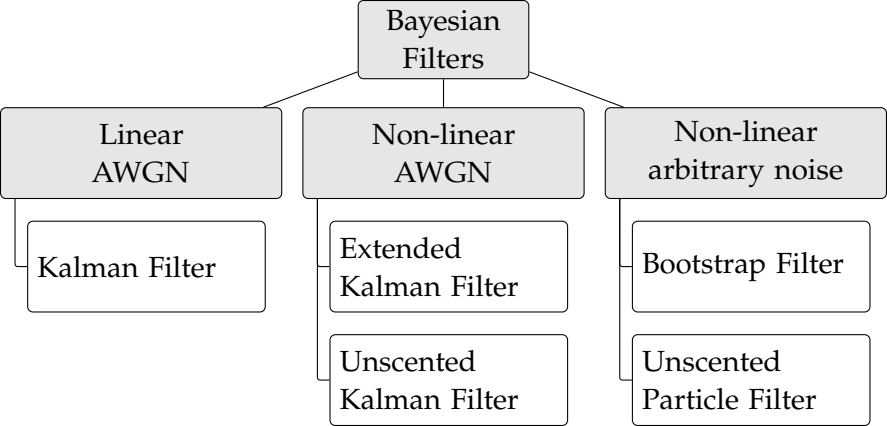 Bayesian
Filters
Linear
AWGN
Non-linear
AWGN
Non-linear
arbitrary noise
Kalman Filter
Extended
Kalman Filter
Bootstrap Filter
Unscented
Kalman Filter
Unscented
Particle Filter